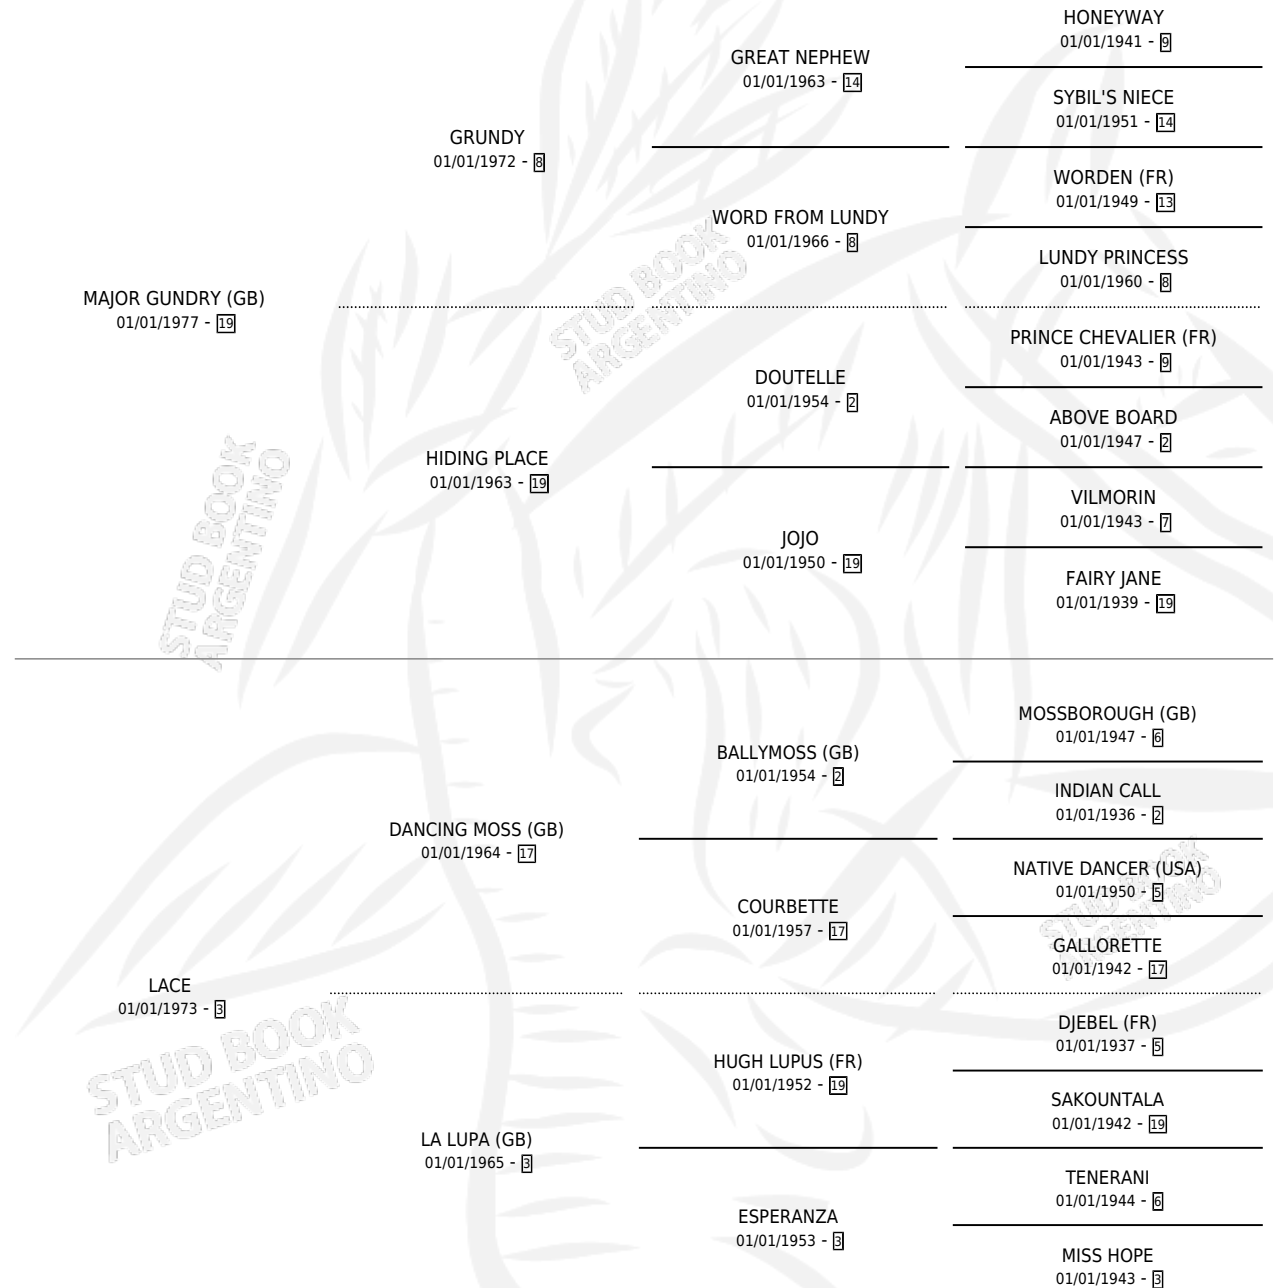 HONEYWAY
01/01/1941 - 9
GREAT NEPHEW
01/01/1963 - 14
SYBIL'S NIECE
01/01/1951 - 14
GRUNDY
01/01/1972 - 8
WORDEN (FR)
01/01/1949 - 13
WORD FROM LUNDY
01/01/1966 - 8
LUNDY PRINCESS
01/01/1960 - 8
MAJOR GUNDRY (GB)
01/01/1977 - 19
STUD BOOK
ARGENTINO
PRINCE CHEVALIER (FR)
01/01/1943 - 9
DOUTELLE
01/01/1954 - 2
ABOVE BOARD
01/01/1947 - 2
HIDING PLACE
01/01/1963 - 19
VILMORIN
01/01/1943 - 7
JOJO
01/01/1950 - 19
FAIRY JANE
01/01/1939 - 19
STUD BOOK
ARGENTINO
MOSSBOROUGH (GB)
01/01/1947 - 6
BALLYMOSS (GB)
01/01/1954 - 2
INDIAN CALL
01/01/1936 - 2
DANCING MOSS (GB)
01/01/1964 - 17
NATIVE DANCER (USA)
01/01/1950 - 5
COURBETTE
01/01/1957 - 17
STUD BOOK
ARGENTINO
GALLORETTE
01/01/1942 - 17
LACE
01/01/1973 - 3
DJEBEL (FR)
01/01/1937 - 5
HUGH LUPUS (FR)
01/01/1952 - 19
STUD BOOK
ARGENTINO
SAKOUNTALA
01/01/1942 - 19
LA LUPA (GB)
01/01/1965 - 3
TENERANI
01/01/1944 - 6
ESPERANZA
01/01/1953 - 3
MISS HOPE
01/01/1943 - 3